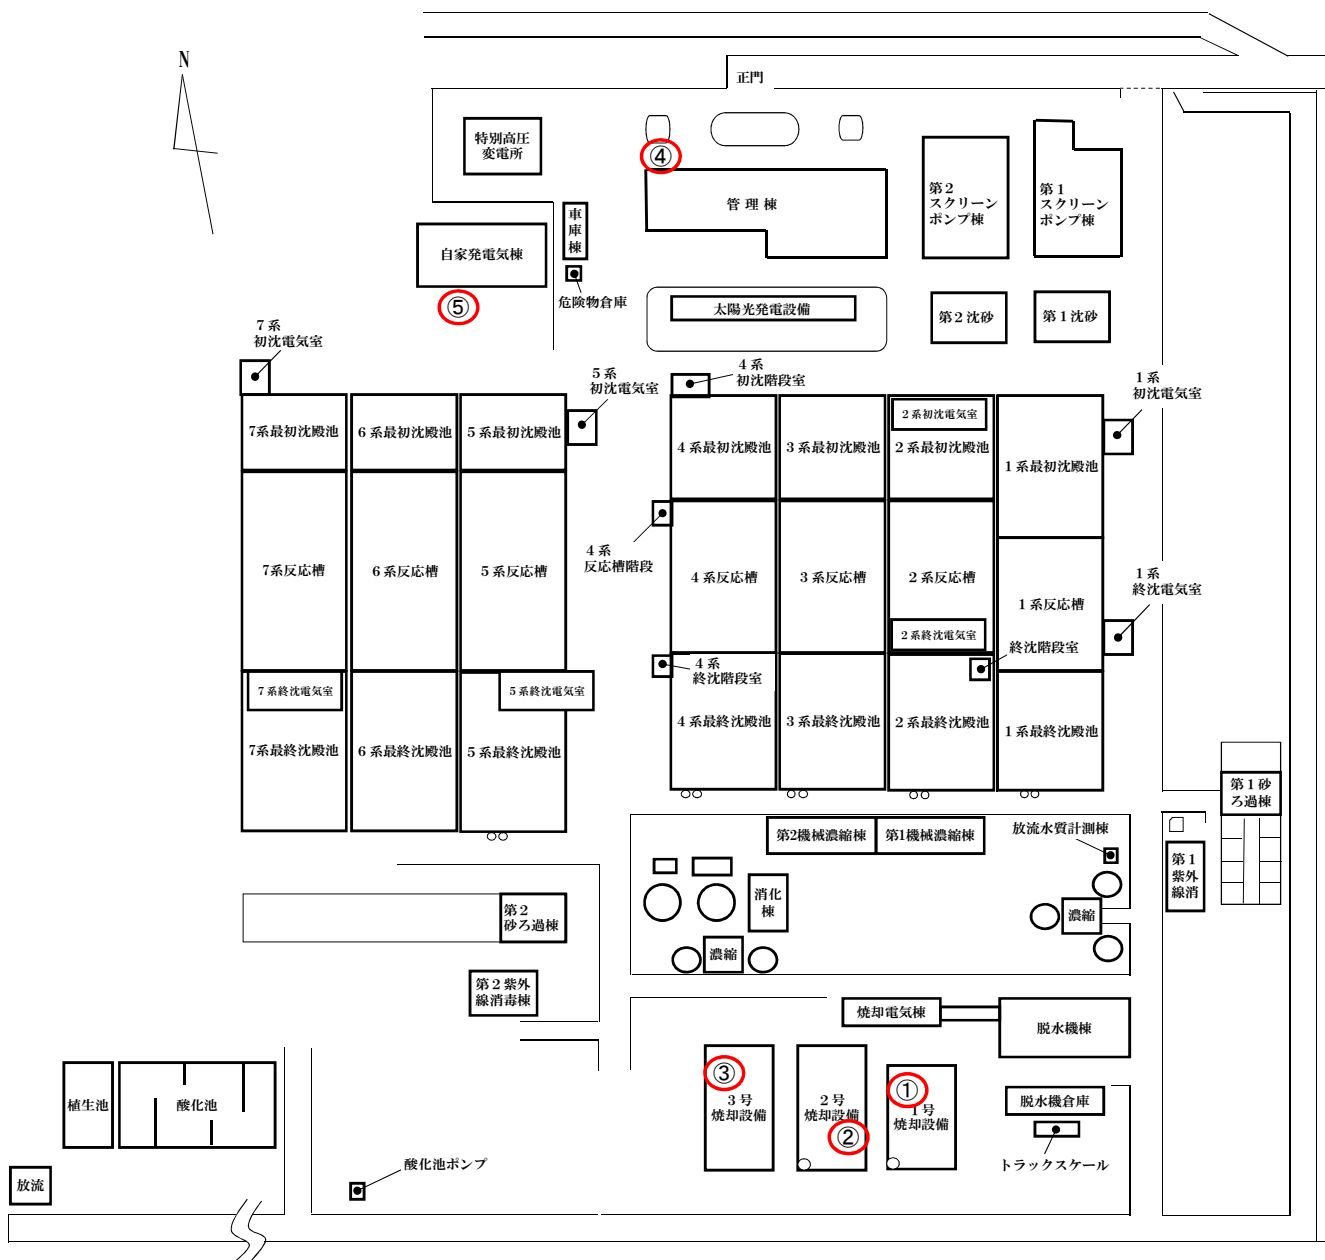 N
正門
特別高圧
変電所
④
管 理 棟
第２
スクリーン
ポンプ棟
第１
スクリーン
ポンプ棟
車
庫
棟
自家発電気棟
⑤
危険物倉庫
太陽光発電設備
第２沈砂
第１沈砂
７系
初沈電気室
５系
初沈電気室
４系
初沈階段室
１系
初沈電気室
7系最初沈殿池
６系最初沈殿池
５系最初沈殿池
４系最初沈殿池
３系最初沈殿池
２系初沈電気室
２系最初沈殿池
１系最初沈殿池
４系
反応槽階段
7系反応槽
６系反応槽
５系反応槽
４系反応槽
３系反応槽
２系反応槽
１系反応槽
１系
終沈電気室
２系終沈電気室
終沈階段室
４系
終沈階段室
７系終沈電気室
５系終沈電気室
7系最終沈殿池
６系最終沈殿池
５系最終沈殿池
４系最終沈殿池
３系最終沈殿池
２系最終沈殿池
１系最終沈殿池
第１砂
ろ過棟
第2機械濃縮棟
第1機械濃縮棟
放流水質計測棟
第１
紫外
線消
消化
棟
濃縮
濃縮
第２
砂ろ過棟
第２紫外
線消毒棟
焼却電気棟
脱水機棟
③
３号
焼却設備
２号
焼却設備
②
①
１号
焼却設備
脱水機倉庫
トラックスケール
植生池
酸化池
酸化池ポンプ
放流